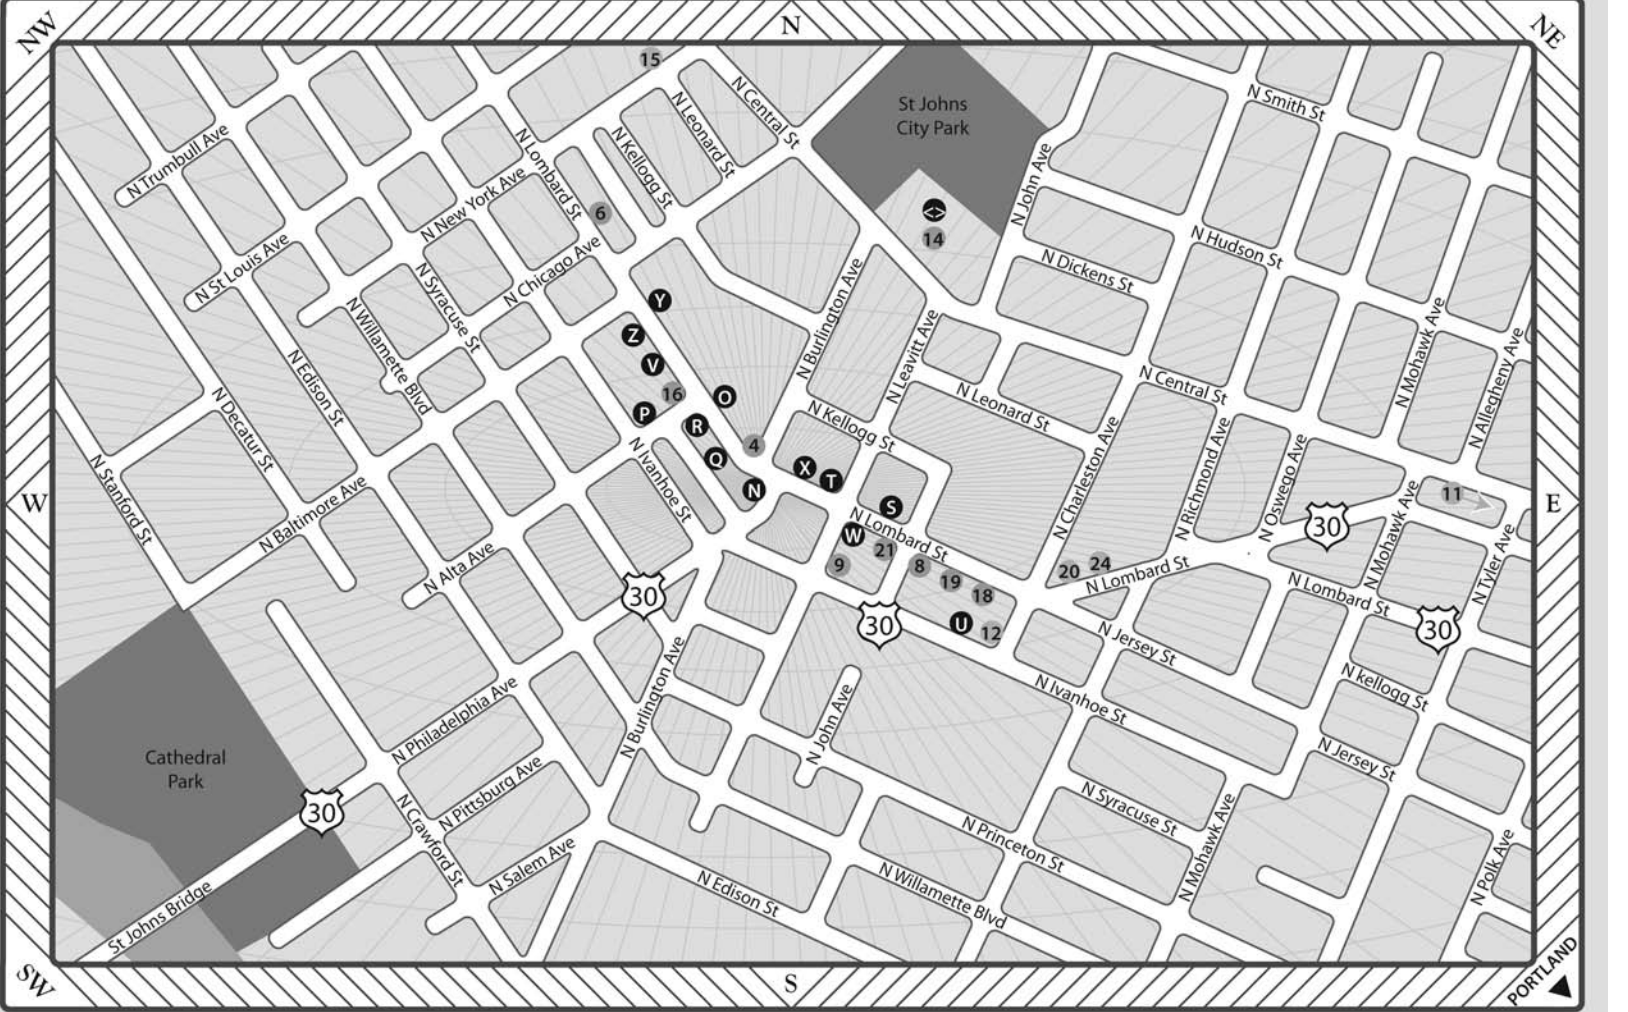 NW
N
NE
15
St Johns
City Park
N Central St
N Leonard St
N Kellogg St
N Smith St
N Trumbull Ave
N Lombard St
N New York Ave
N John Ave
6
<>
14
N St Louis Ave
N Chicago Ave
N Hudson St
N Dickens St
N Syracuse St
N Willamette Blvd
N Burlington Ave
N Leavitt Ave
N Mohawk Ave
N Allegheny Ave
Y
Z
V
16
O
P
R
4
Q
N
X
T
S
N Edison St
N Decatur St
N Central St
N Leonard St
N Kellogg St
N Charleston Ave
N Richmond Ave
N Oswego Ave
N Stanford St
N Ivanhoe St
W
E
N Baltimore Ave
11
30
N Lombard St
W
21
9
8
19
18
20
24
N Lombard St
N Mohawk Ave
N Tyler Ave
N Alta Ave
30
30
U
12
N Lombard St
30
N Jersey St
N Ivanhoe St
N kellogg St
N Burlington Ave
N John Ave
N Philadelphia Ave
N Jersey St
Cathedral
Park
30
N Pittsburg Ave
N Crawford St
N Syracuse St
N Mohawk Ave
N Princeton St
N Salem Ave
N Edison St
N Willamette Blvd
N Polk Ave
St Johns Bridge
SW
S
PORTLAND